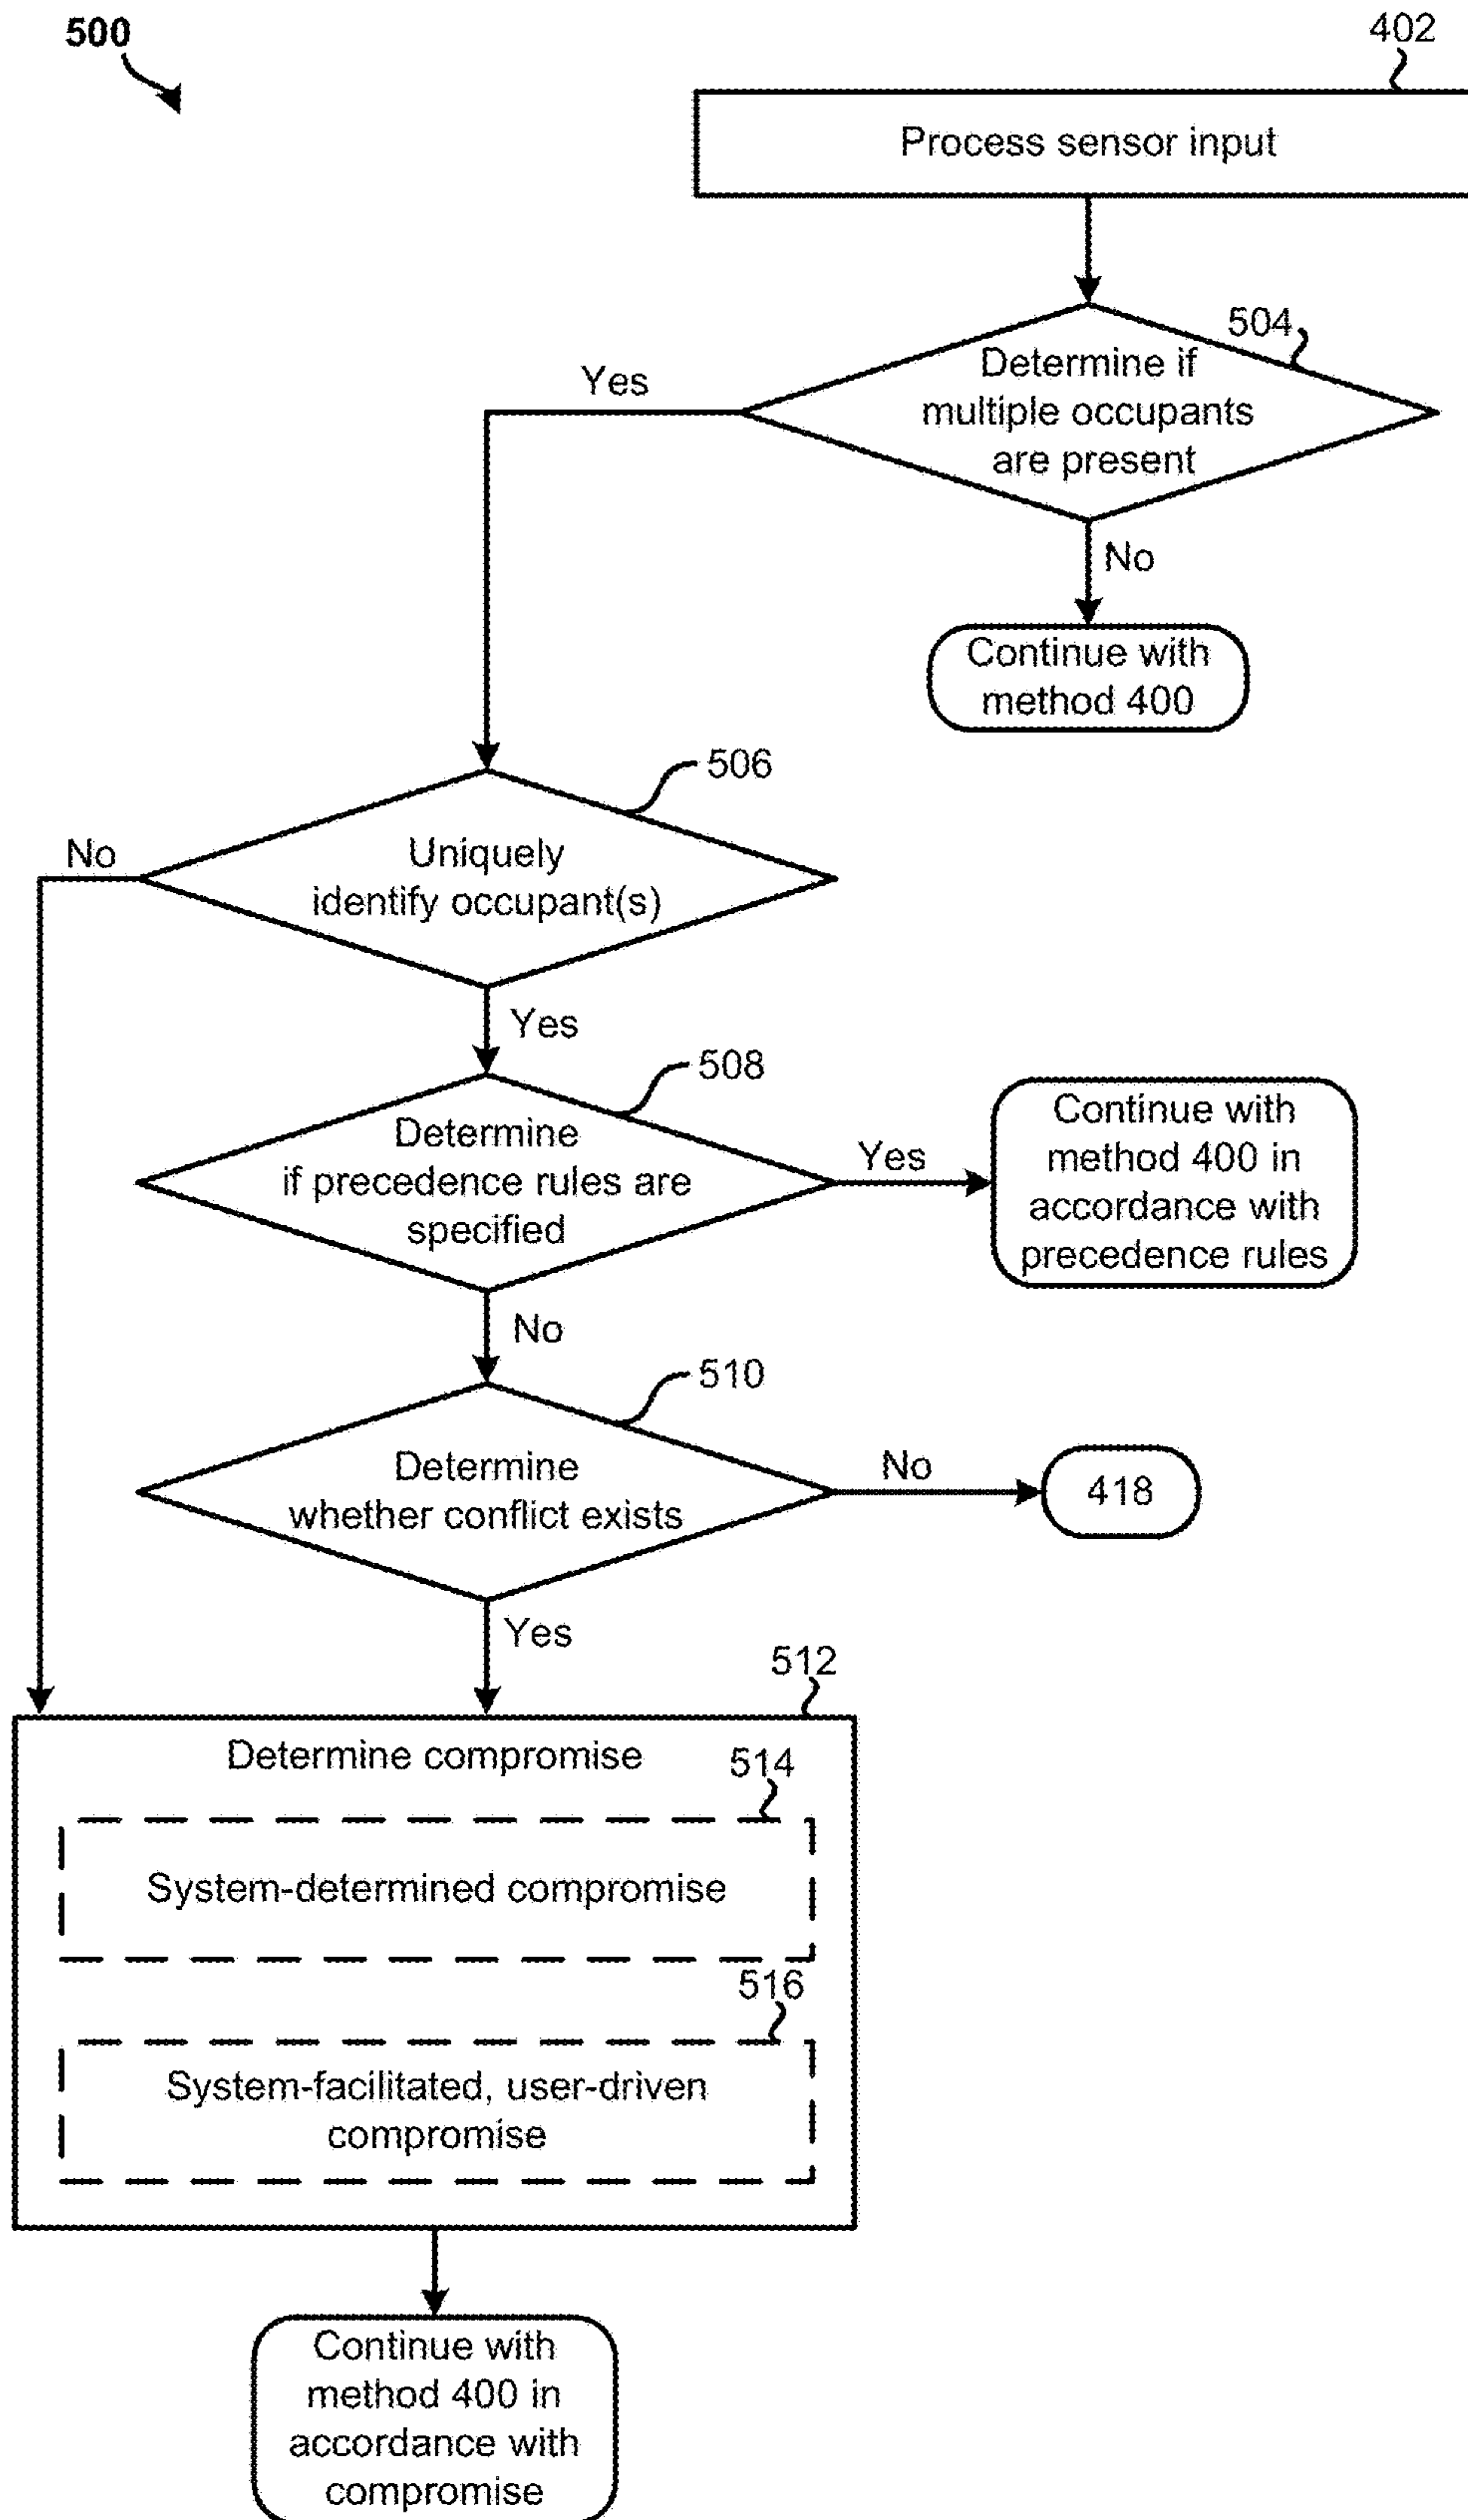 500
402
Process sensor input
504
Determine if
multiple occupants
are present
Yes
No
Continue with
method 400
506
Uniquely
identify occupant(s)
No
Yes
508
Determine
if precedence rules are
specified
Yes
Continue with
method 400 in
accordance with
precedence rules
No
510
Determine
whether conflict exists
No
418
Yes
512
Determine compromise
514
System-determined compromise
516
System-facilitated, user-driven
compromise
Continue with
method 400 in
accordance with
compromise